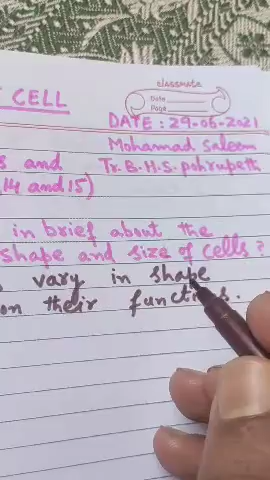 CELL
classmate
Date
Page
DATE : 29-06-2021
Mohamad Saleem
s and Tr. B.H.S. pohrupeth
14 and 15)
in brief about the
shape and size of cells?
vary in shape
on their functions.